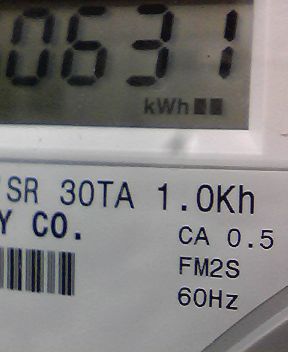 0631
kWh
SR 30TA 1.0Kh
Y CO.
CA 0.5
FM2S
60Hz